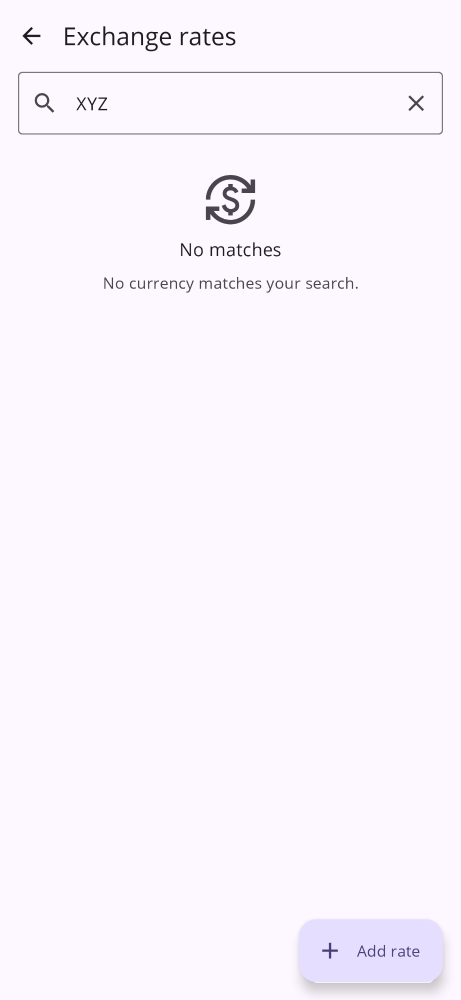 Exchange rates
XYZ
No matches
No currency matches your search.
Add rate